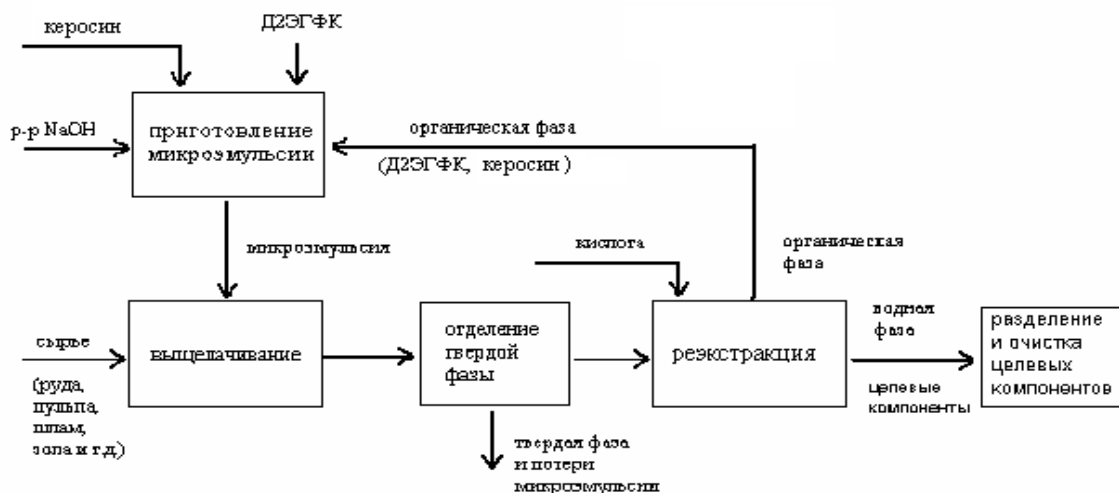 керосин
Д2ЭГФК
р-р NaOH
приготовление
микроэмульсии
органическая фаза
(Д2ЭГФК, керосин)
микроэмульсия
кислота
органическая
фаза
сырье
(руда,
пульпа,
шлам,
зола и т.д.)
выщелачивание
отделение
твердой
фазы
реэкстракция
водная
фаза
целевые
компоненты
разделение
и очистка
целевых
компонентов
твердая фаза
и потери
микроэмульсии